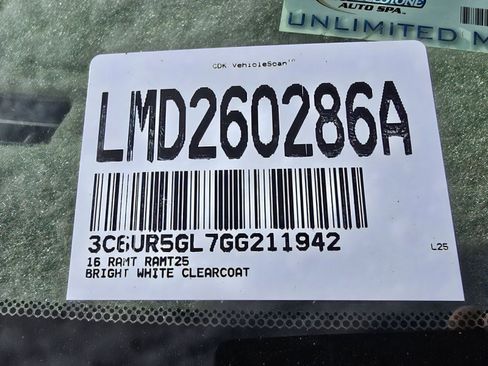 AUTO SPA
UNLIMITED
CDK VehicleScan
LMD260286A
3C6UR5GL7GG211942
L25
16 RAMT RAMT25
BRIGHT WHITE CLEARCOAT